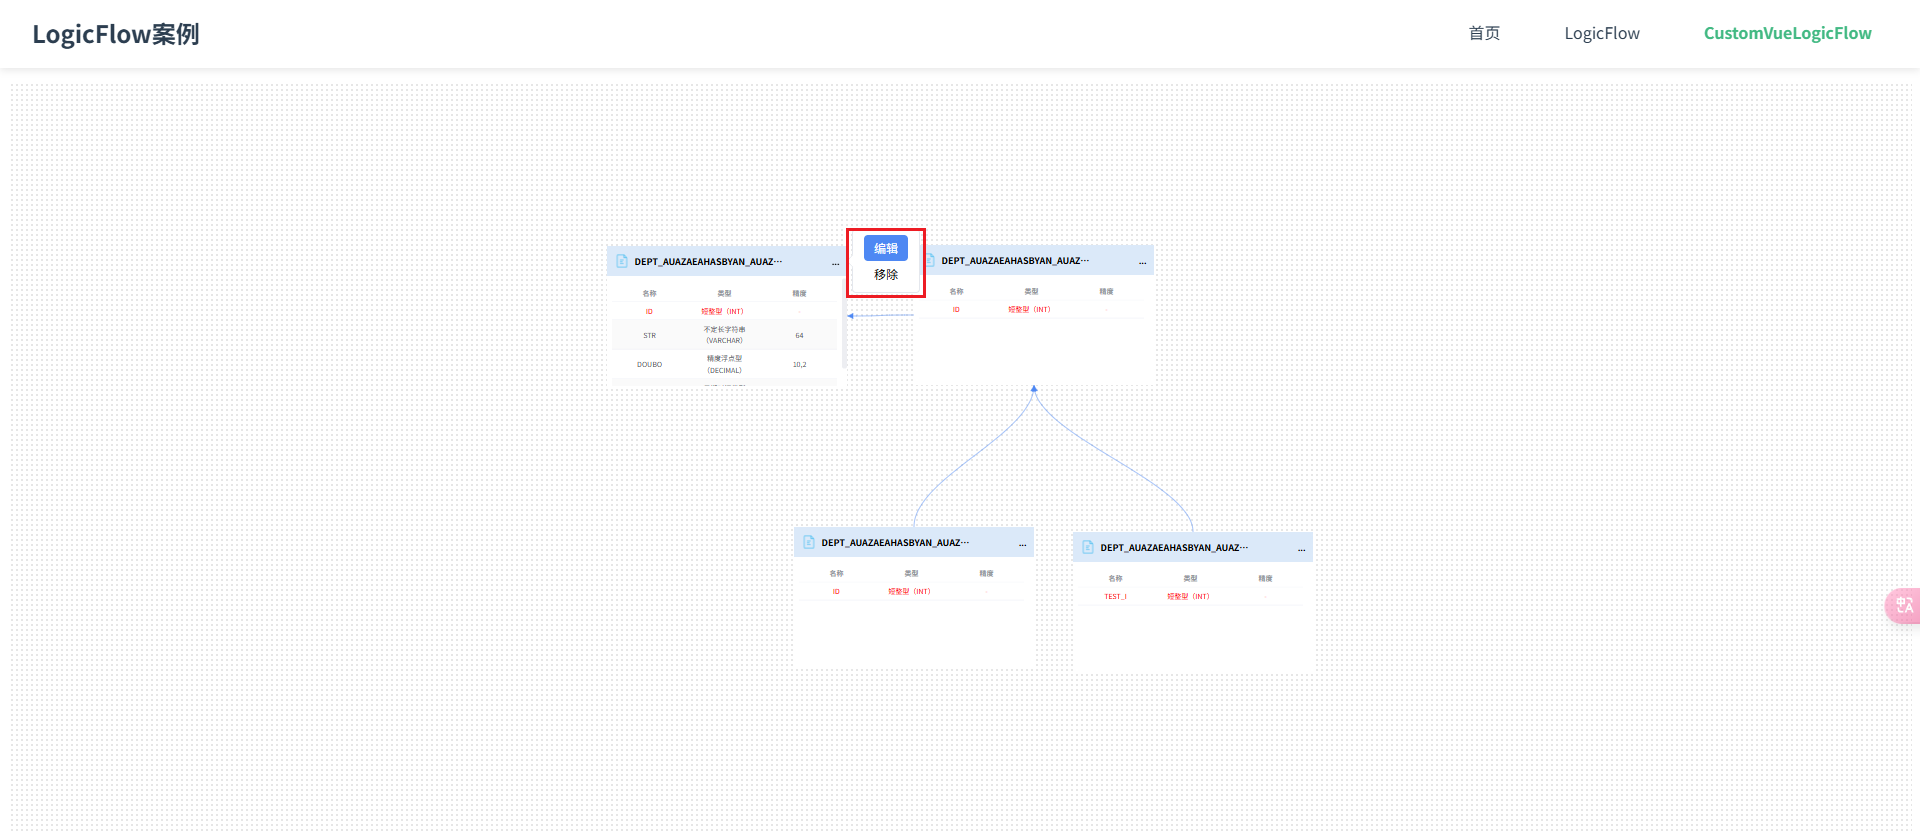 LogicFlow案例
首页
LogicFlow
CustomVueLogicFlow
DEPT_AUAZAEAHASBYAN_AUAZ···
...
名称 类型 精度
ID 短整型（INT） -
STR 不定长字符串
（VARCHAR） 64
DOUBO 精度浮点型
（DECIMAL） 10,2
编辑
移除
DEPT_AUAZAEAHASBYAN_AUAZ···
...
名称 类型 精度
ID 短整型（INT） -
DEPT_AUAZAEAHASBYAN_AUAZ···
...
名称 类型 精度
ID 短整型（INT） -
DEPT_AUAZAEAHASBYAN_AUAZ···
...
名称 类型 精度
TEST_I 短整型（INT） -